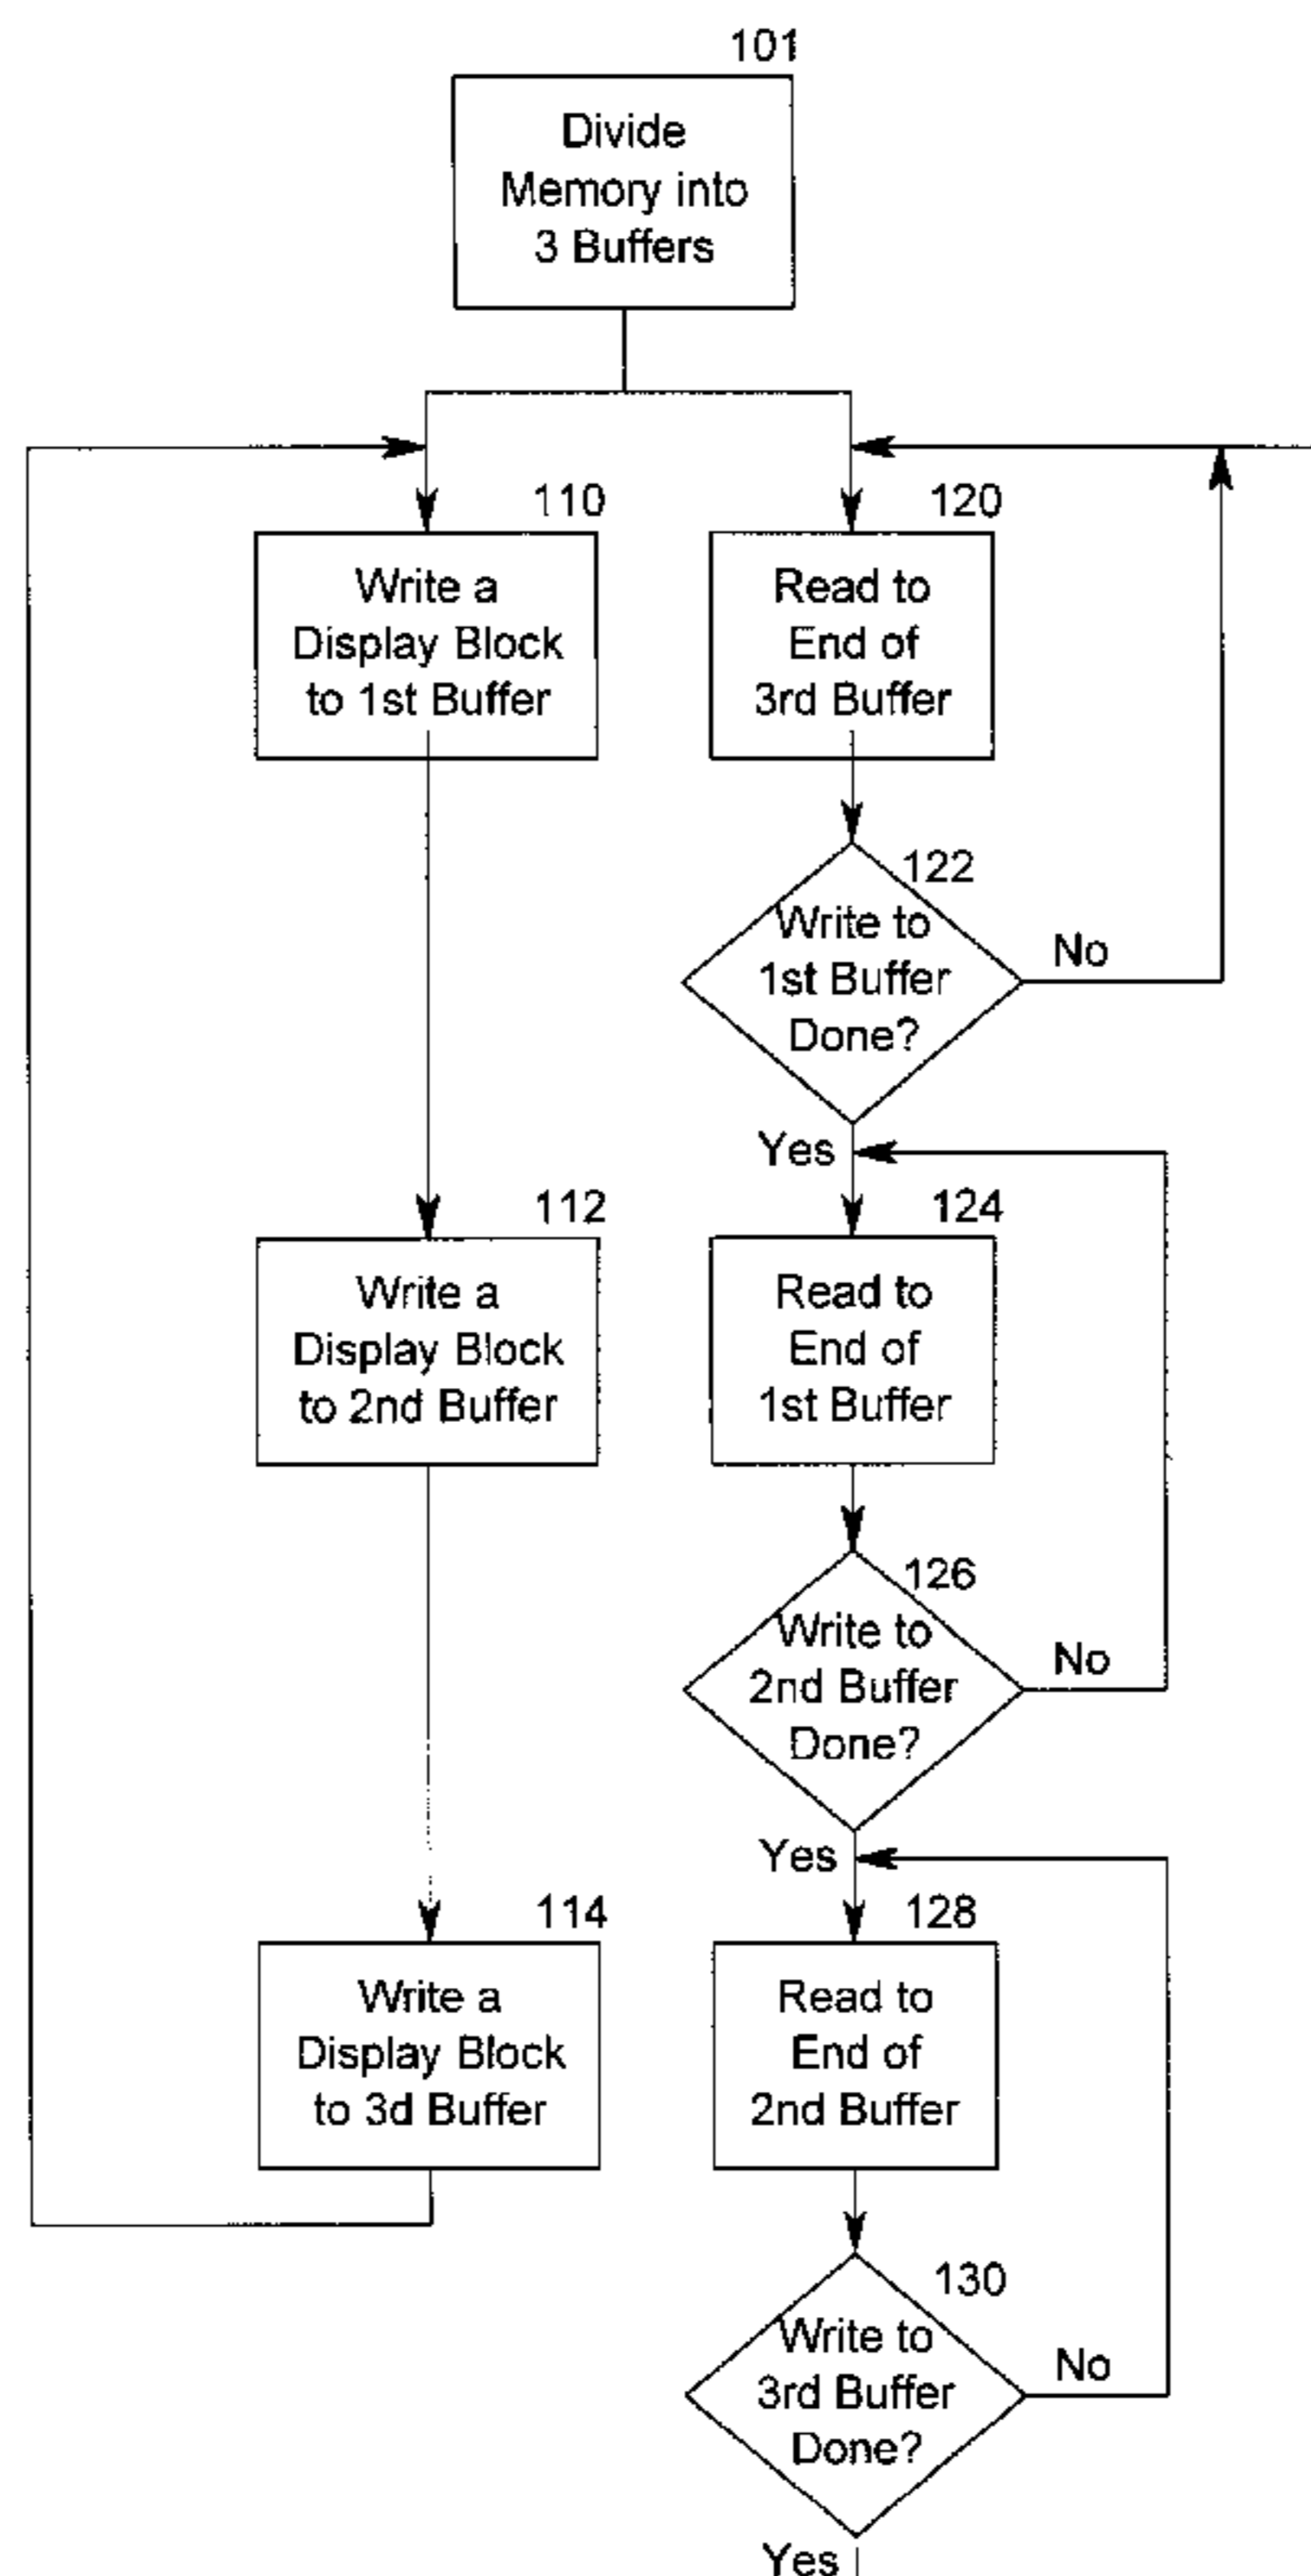 101
Divide
Memory into
3 Buffers
110
Write a
Display Block
to 1st Buffer
120
Read to
End of
3rd Buffer
122
Write to
1st Buffer
Done?
No
Yes
112
Write a
Display Block
to 2nd Buffer
124
Read to
End of
1st Buffer
126
Write to
2nd Buffer
Done?
No
Yes
114
Write a
Display Block
to 3d Buffer
128
Read to
End of
2nd Buffer
130
Write to
3rd Buffer
Done?
No
Yes